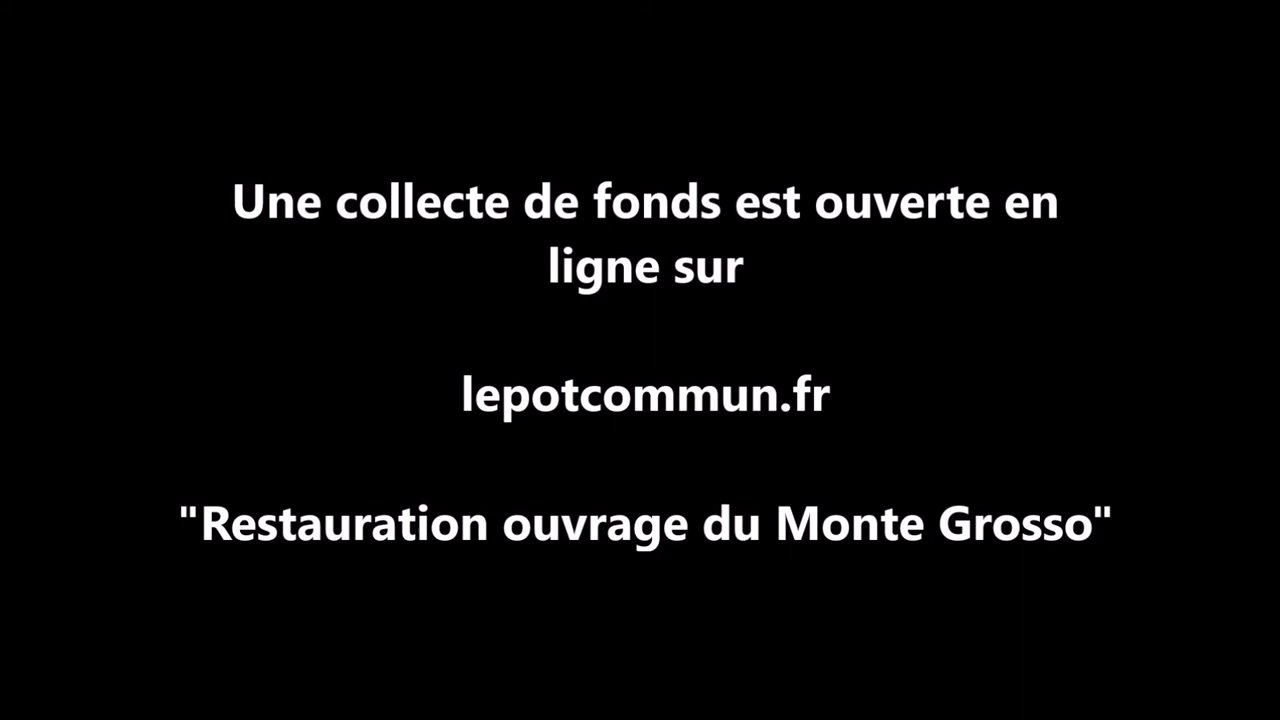 Une collecte de fonds est ouverte en
ligne sur
lepotcommun.fr
"Restauration ouvrage du Monte Grosso"